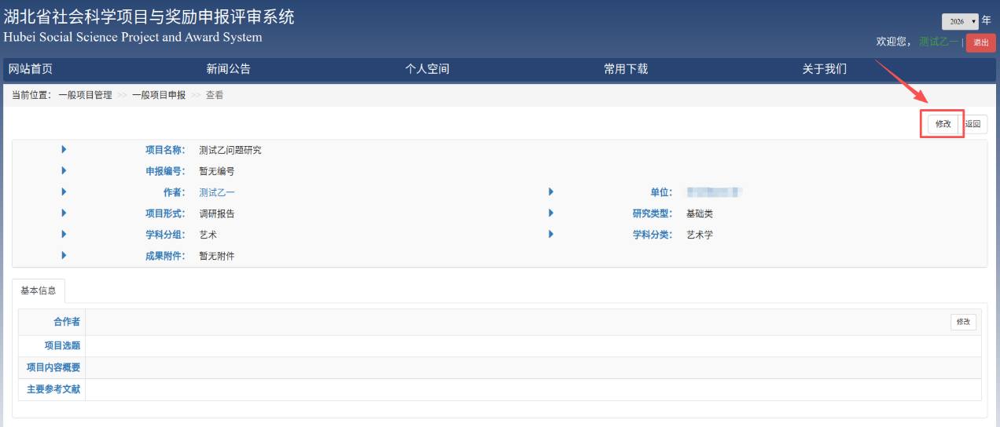 湖北省社会科学项目与奖励申报评审系统
Hubei Social Science Project and Award System
2026 年
欢迎您， 测试乙一 | 退出
网站首页 新闻公告 个人空间 常用下载 关于我们
当前位置： 一般项目管理 >> 一般项目申报 >> 查看
修改 返回
项目名称： 测试乙问题研究
申报编号： 暂无编号
作者： 测试乙一 单位：
项目形式： 调研报告 研究类型： 基础类
学科分组： 艺术 学科分类： 艺术学
成果附件： 暂无附件
基本信息
合作者 修改
项目选题
项目内容概要
主要参考文献